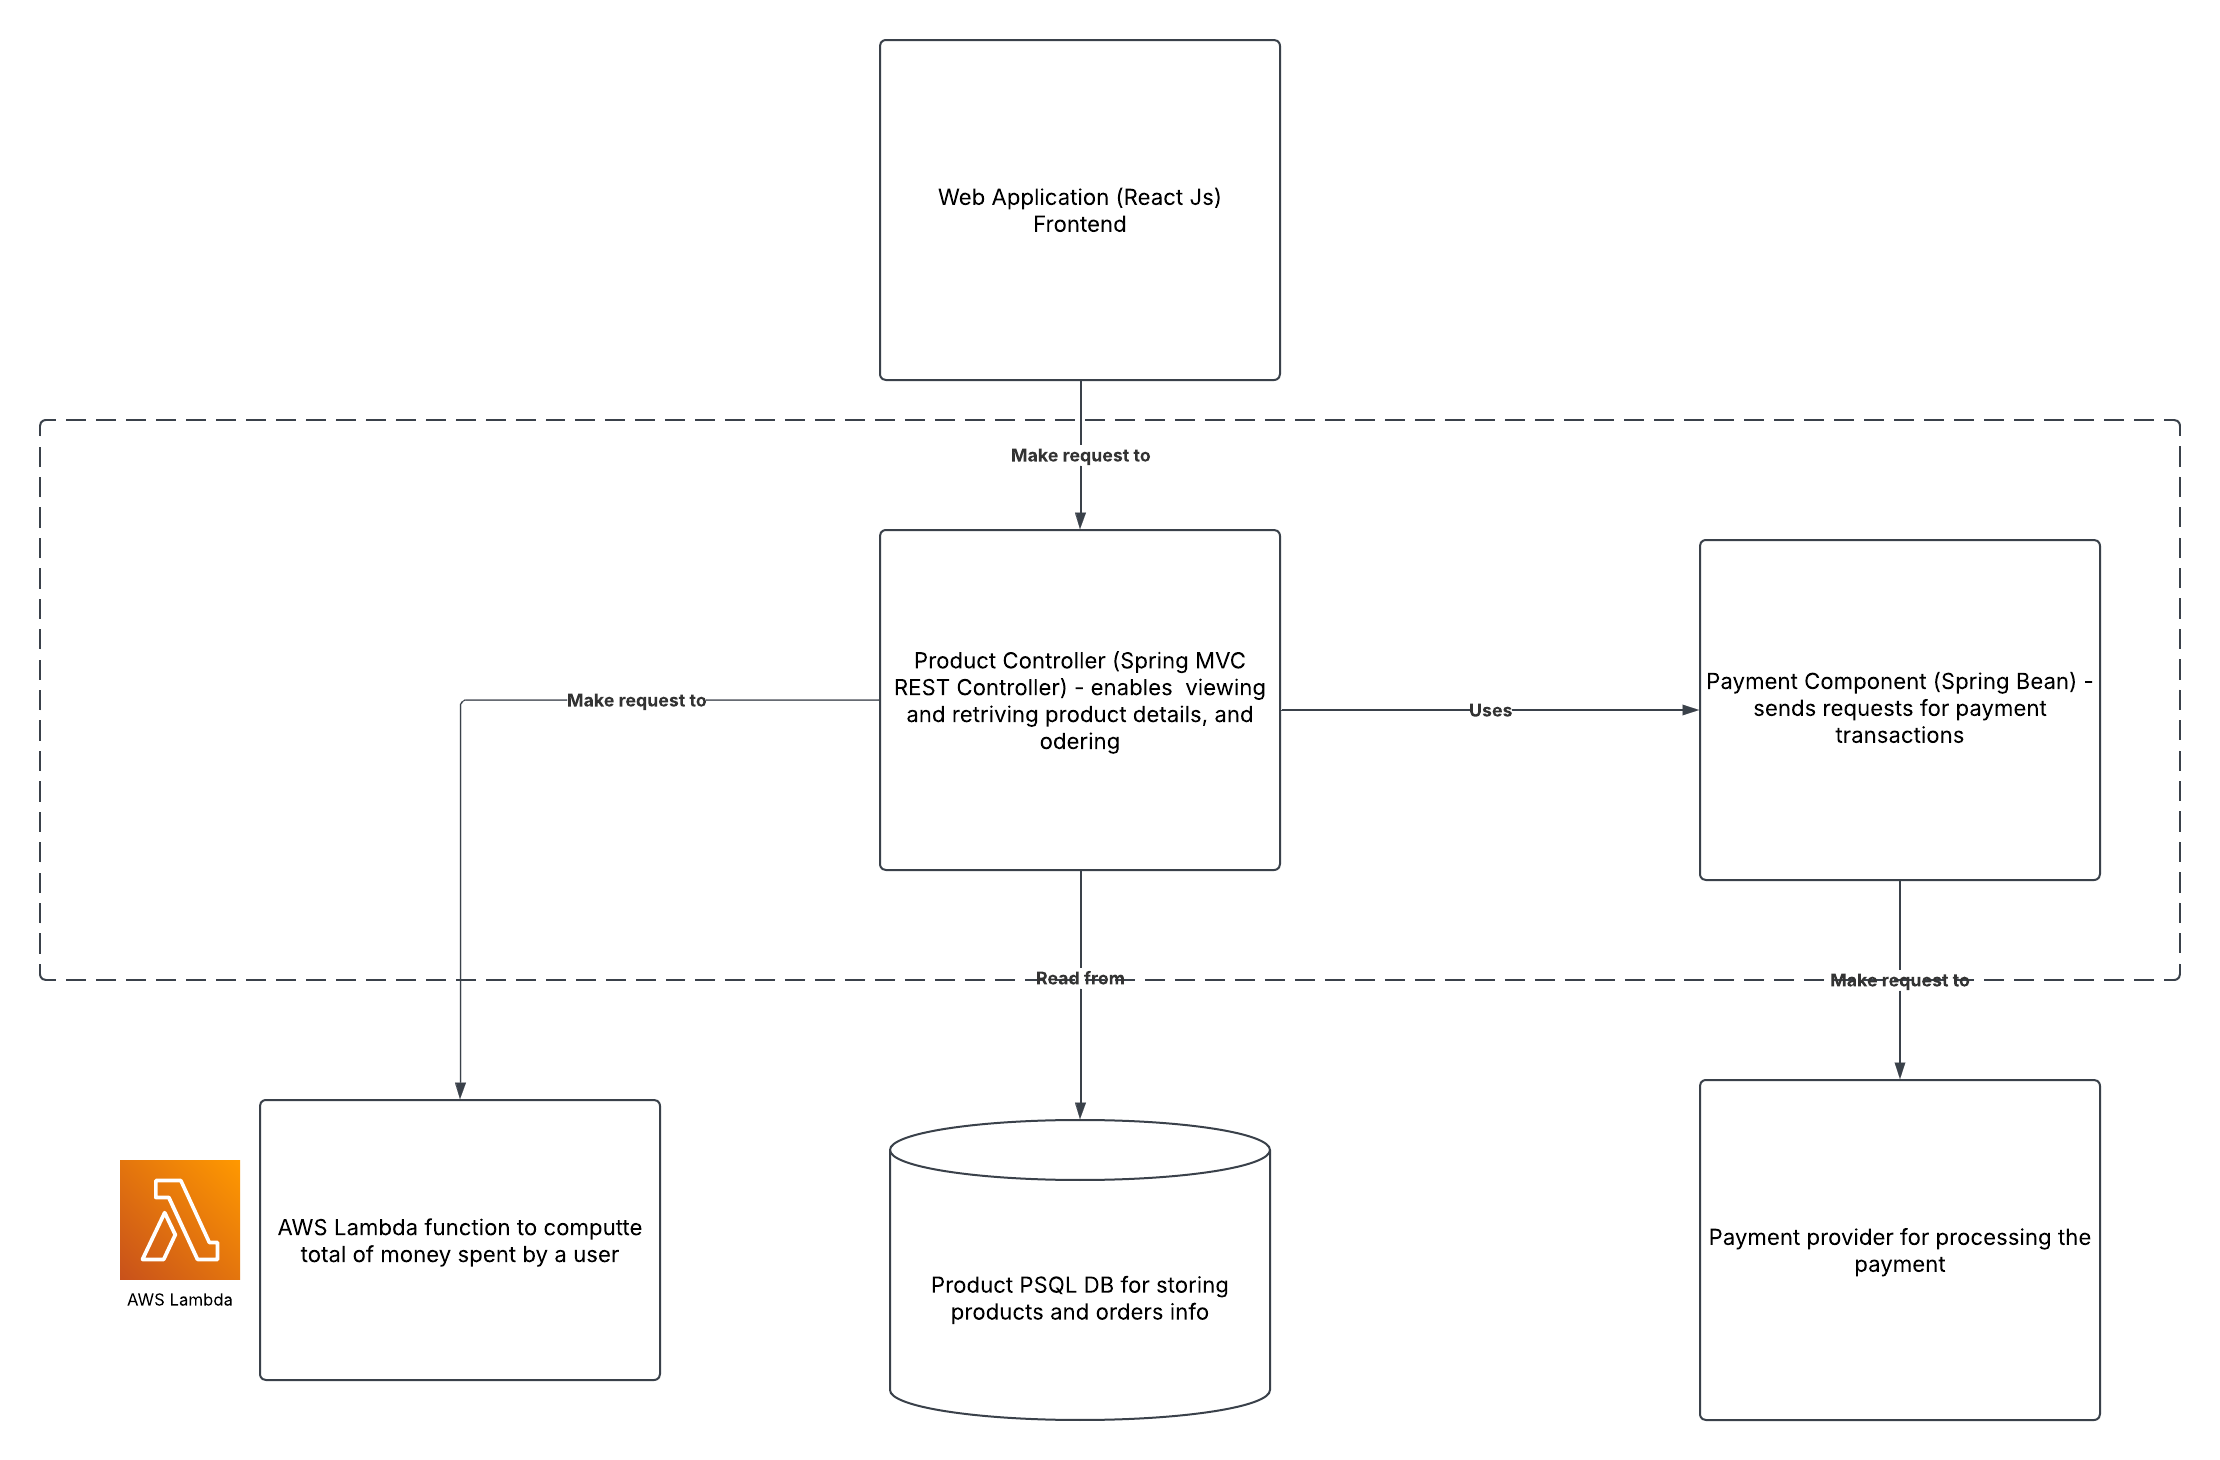 Web Application (React Js)
Frontend
Make request to
Product Controller (Spring MVC
REST Controller) - enables  viewing
and retriving product details, and
odering
Make request to
Uses
Payment Component (Spring Bean) -
sends requests for payment
transactions
Read from
Make request to
AWS Lambda
AWS Lambda function to computte
total of money spent by a user
Product PSQL DB for storing
products and orders info
Payment provider for processing the
payment